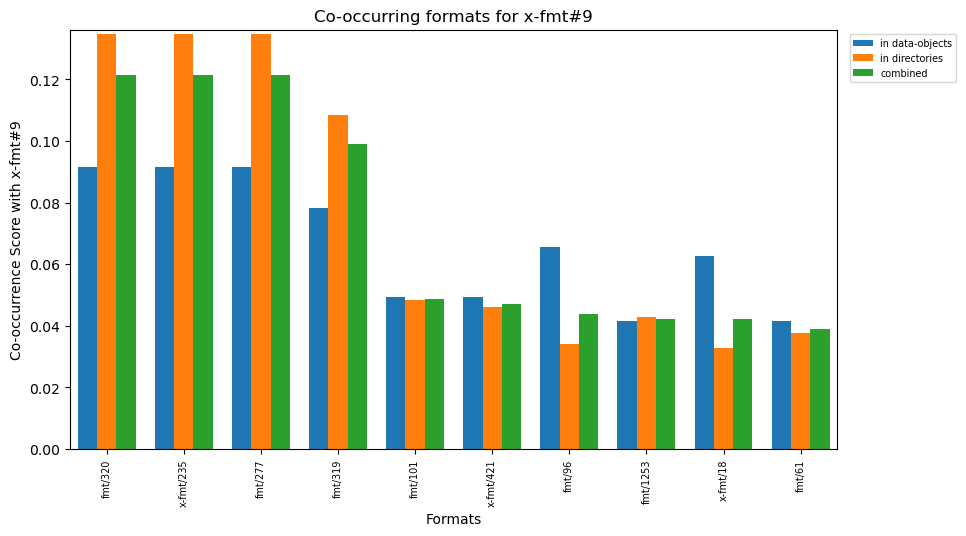 Co-occurring formats for x-fmt#9
in data-objects
in directories
combined
Co-occurrence Score with x-fmt#9
0.12
0.10
0.08
0.06
0.04
0.02
0.00
fmt/320
x-fmt/235
fmt/277
fmt/319
fmt/101
x-fmt/421
fmt/96
fmt/1253
x-fmt/18
fmt/61
Formats